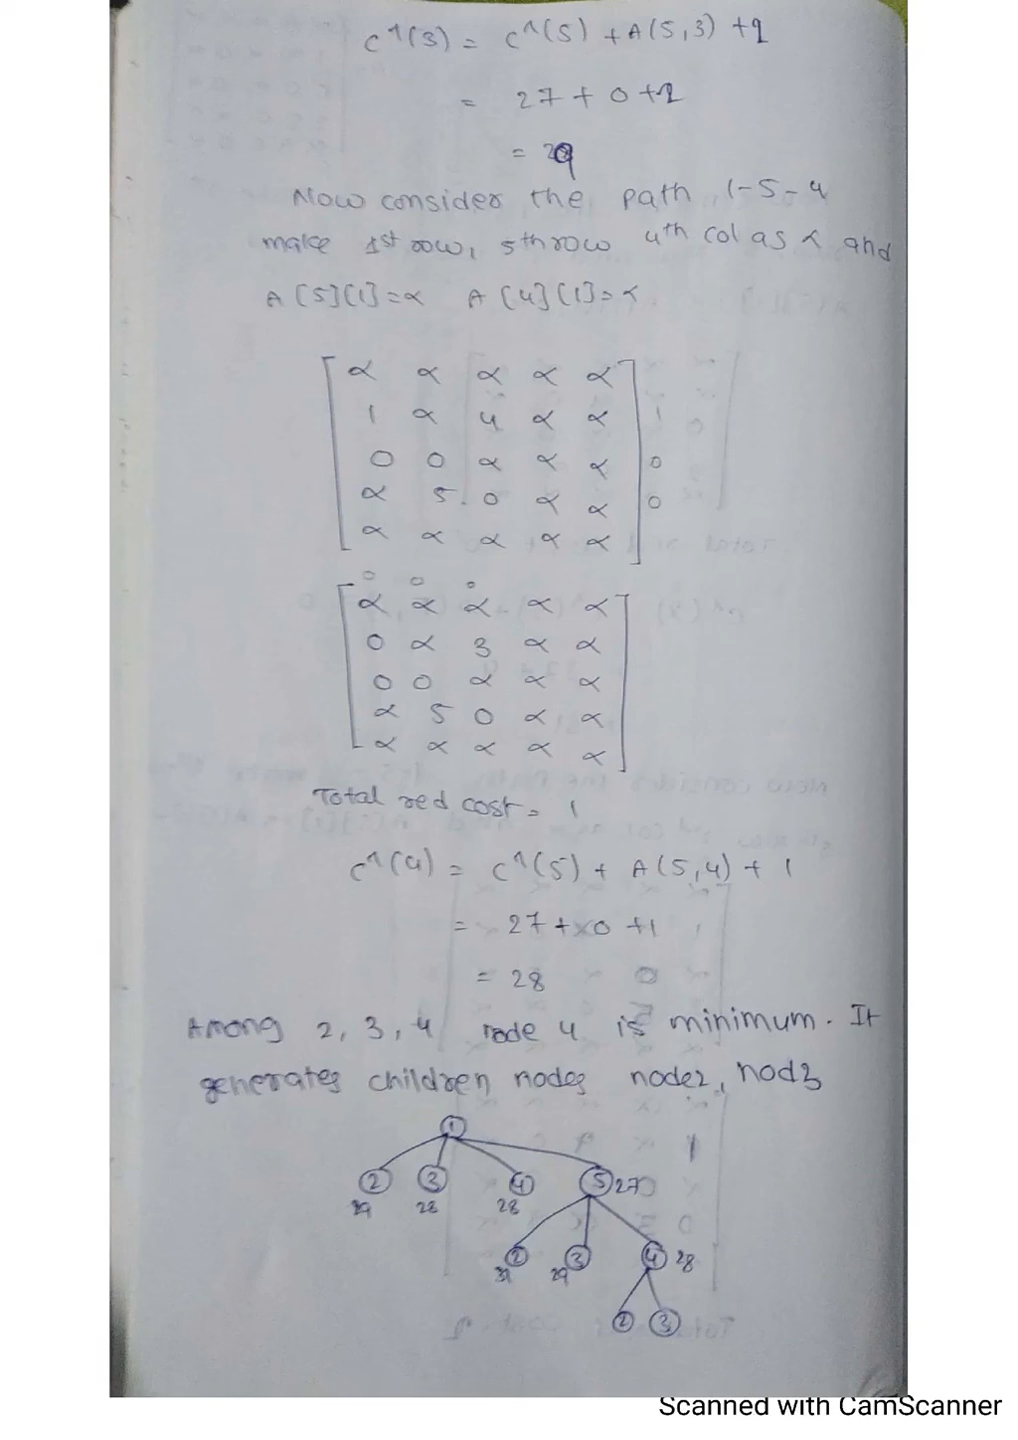 c^(3) = c^(5) + A(5,3) + 2
= 27 + 0 + 2
= 29
Now consider the path 1-5-4
make 1st row, 5th row 4th col as α and
A[5][1]=α A[4][1]=α
α α α α α
1 α 4 α α 1
0 0 α α α 0
α 5 0 α α 0
α α α α α
0 0 0
α α α α α
0 α 3 α α
0 0 α α α
α 5 0 α α
α α α α α
Total red cost = 1
c^(4) = c^(5) + A(5,4) + 1
= 27 + 0 + 1
= 28
Among 2, 3, 4 node 4 is minimum. It
generates children nodes node2, nod3
1
2 3 4 5 27
28 28
2 3 4 28
29
2 3
Scanned with CamScanner